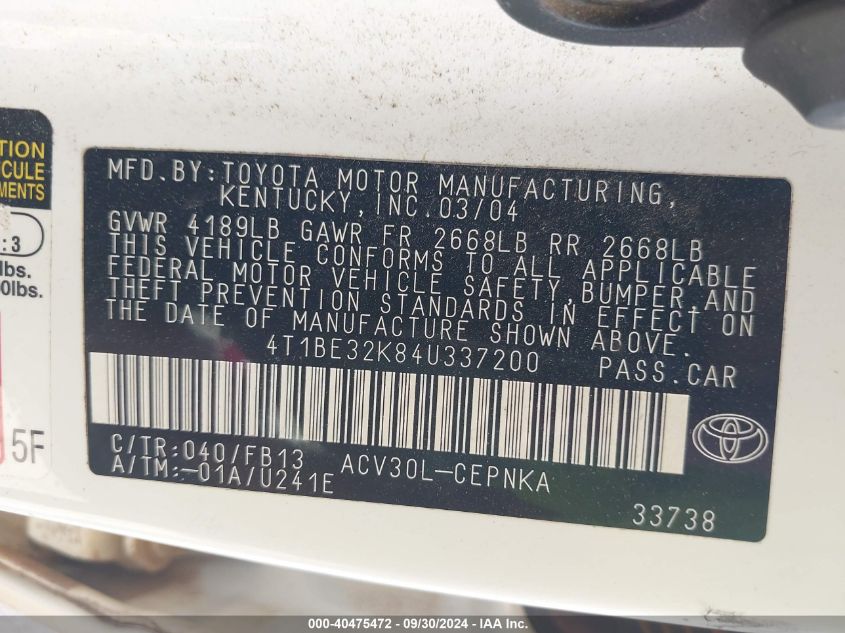 TION
ICULE
MENTS
:3
lbs.
0lbs.
5F
MFD.BY:TOYOTA MOTOR MANUFACTURING,
KENTUCKY,INC.03/04
GVWR 4189LB GAWR FR 2668LB RR 2668LB
THIS VEHICLE CONFORMS TO ALL APPLICABLE
FEDERAL MOTOR VEHICLE SAFETY,BUMPER,AND
THEFT PREVENTION STANDARDS IN EFFECT ON
THE DATE OF MANUFACTURE SHOWN ABOVE.
4T1BE32K84U337200 PASS.CAR
C/TR:040/FB13 ACV30L-CEPNKA
A/TM:-01A/U241E
33738
000-40475472 - 09/30/2024 - IAA Inc.